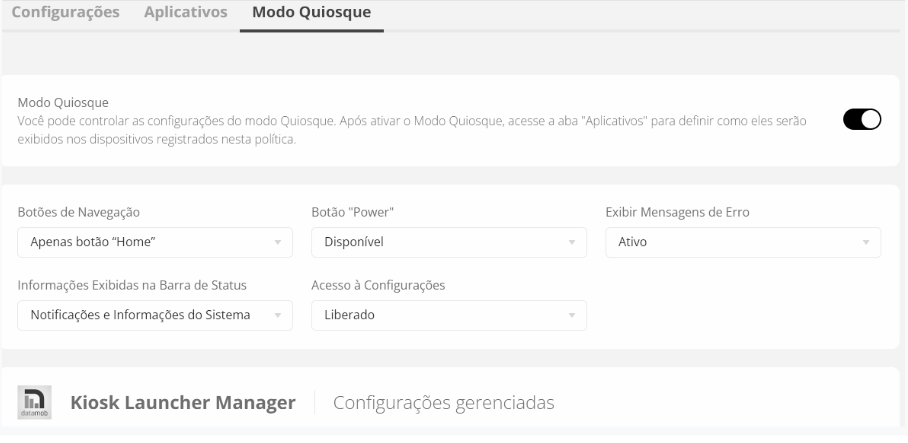 Configurações Aplicativos Modo Quiosque
Modo Quiosque
Você pode controlar as configurações do modo Quiosque. Após ativar o Modo Quiosque, acesse a aba "Aplicativos" para definir como eles serão
exibidos nos dispositivos registrados nesta política.
Botões de Navegação Botão "Power" Exibir Mensagens de Erro
Apenas botão “Home” Disponível Ativo
Informações Exibidas na Barra de Status Acesso à Configurações
Notificações e Informações do Sistema Liberado
Kiosk Launcher Manager Configurações gerenciadas
datamob